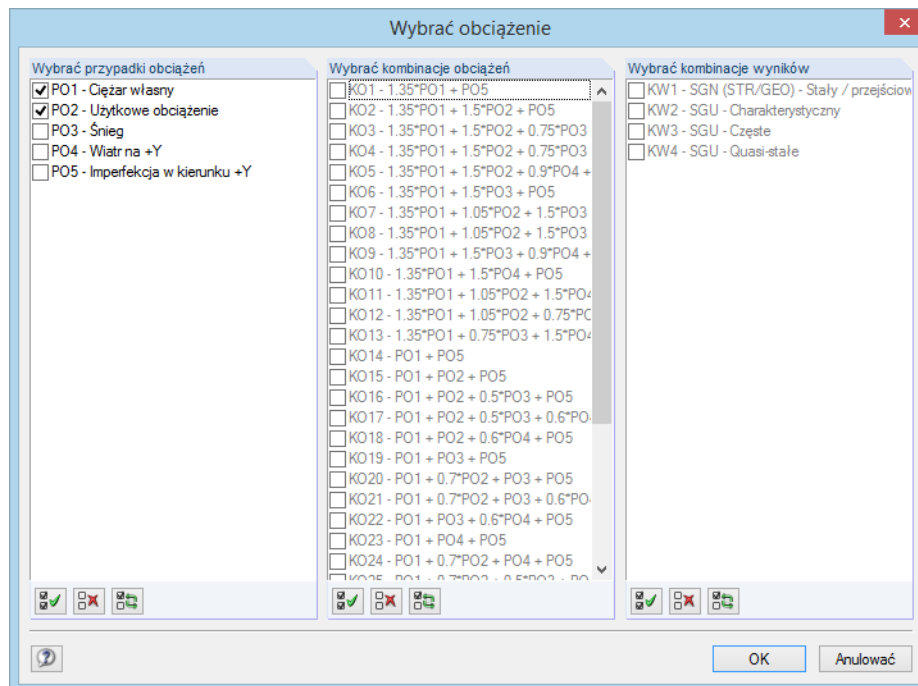 Wybrać obciążenie
Wybrać przypadki obciążeń
PO1 - Ciężar własny
PO2 - Użytkowe obciążenie
PO3 - Śnieg
PO4 - Wiatr na +Y
PO5 - Imperfekcja w kierunku +Y
Wybrać kombinacje obciążeń
KO1 - 1.35*PO1 + PO5
KO2 - 1.35*PO1 + 1.5*PO2 + PO5
KO3 - 1.35*PO1 + 1.5*PO2 + 0.75*PO3
KO4 - 1.35*PO1 + 1.5*PO2 + 0.75*PO3
KO5 - 1.35*PO1 + 1.5*PO2 + 0.9*PO4 +
KO6 - 1.35*PO1 + 1.5*PO3 + PO5
KO7 - 1.35*PO1 + 1.05*PO2 + 1.5*PO3
KO8 - 1.35*PO1 + 1.05*PO2 + 1.5*PO3
KO9 - 1.35*PO1 + 1.5*PO3 + 0.9*PO4 +
KO10 - 1.35*PO1 + 1.5*PO4 + PO5
KO11 - 1.35*PO1 + 1.05*PO2 + 1.5*PO4
KO12 - 1.35*PO1 + 1.05*PO2 + 0.75*PO
KO13 - 1.35*PO1 + 0.75*PO3 + 1.5*PO4
KO14 - PO1 + PO5
KO15 - PO1 + PO2 + PO5
KO16 - PO1 + PO2 + 0.5*PO3 + PO5
KO17 - PO1 + PO2 + 0.5*PO3 + 0.6*PO
KO18 - PO1 + PO2 + 0.6*PO4 + PO5
KO19 - PO1 + PO3 + PO5
KO20 - PO1 + 0.7*PO2 + PO3 + PO5
KO21 - PO1 + 0.7*PO2 + PO3 + 0.6*PO
KO22 - PO1 + PO3 + 0.6*PO4 + PO5
KO23 - PO1 + PO4 + PO5
KO24 - PO1 + 0.7*PO2 + PO4 + PO5
KO25 - PO1 + 0.7*PO2 + 0.5*PO3 + PO
Wybrać kombinacje wyników
KW1 - SGN (STR/GEO) - Stały / przejściow
KW2 - SGU - Charakterystyczny
KW3 - SGU - Częste
KW4 - SGU - Quasi-stałe
OK
Anulować